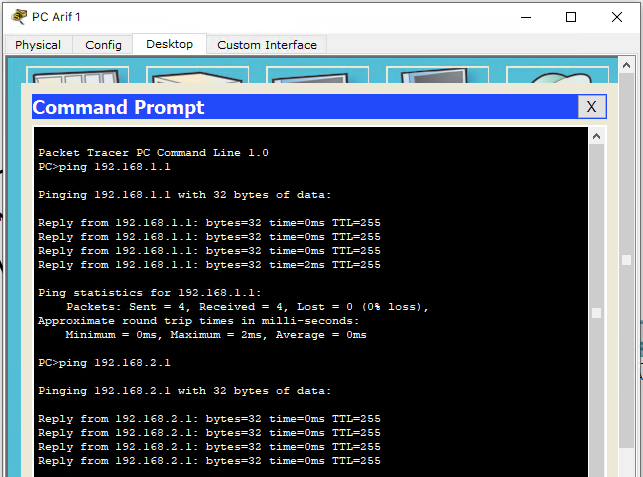 PC Arif 1
Physical Config Desktop Custom Interface
Command Prompt X
Packet Tracer PC Command Line 1.0
PC>ping 192.168.1.1
Pinging 192.168.1.1 with 32 bytes of data:
Reply from 192.168.1.1: bytes=32 time=0ms TTL=255
Reply from 192.168.1.1: bytes=32 time=0ms TTL=255
Reply from 192.168.1.1: bytes=32 time=0ms TTL=255
Reply from 192.168.1.1: bytes=32 time=2ms TTL=255
Ping statistics for 192.168.1.1:
Packets: Sent = 4, Received = 4, Lost = 0 (0% loss),
Approximate round trip times in milli-seconds:
Minimum = 0ms, Maximum = 2ms, Average = 0ms
PC>ping 192.168.2.1
Pinging 192.168.2.1 with 32 bytes of data:
Reply from 192.168.2.1: bytes=32 time=0ms TTL=255
Reply from 192.168.2.1: bytes=32 time=0ms TTL=255
Reply from 192.168.2.1: bytes=32 time=0ms TTL=255
Reply from 192.168.2.1: bytes=32 time=0ms TTL=255